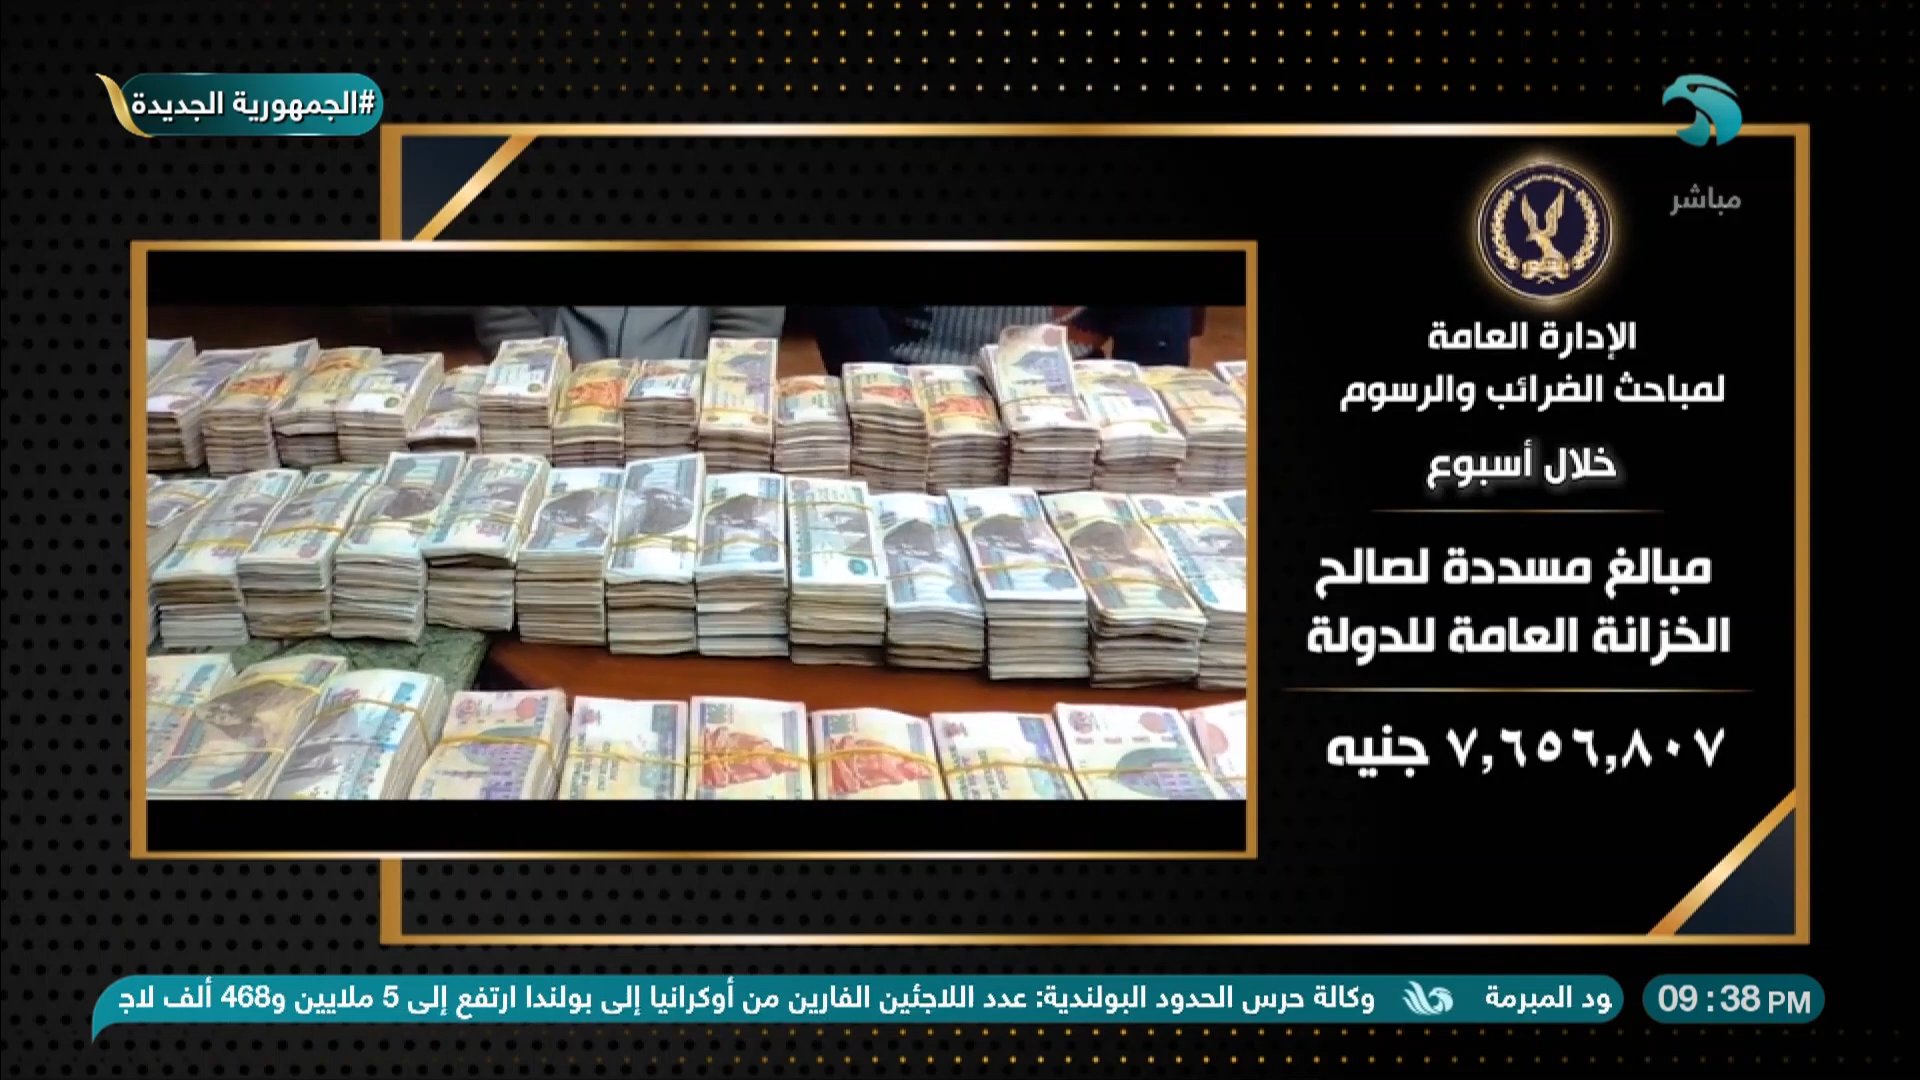 #الجمهورية الجديدة
مباشر
الإدارة العامة
لمباحث الضرائب والرسوم
خلال أسبوع
مبالغ مسددة لصالح
الخزانة العامة للدولة
٧,٦٥٦,٨٠٧ جنيه
ود المبرمة وكالة حرس الحدود البولندية: عدد اللاجئين الفارين من أوكرانيا إلى بولندا ارتفع إلى 5 ملايين و468 ألف لاج
09:38 PM